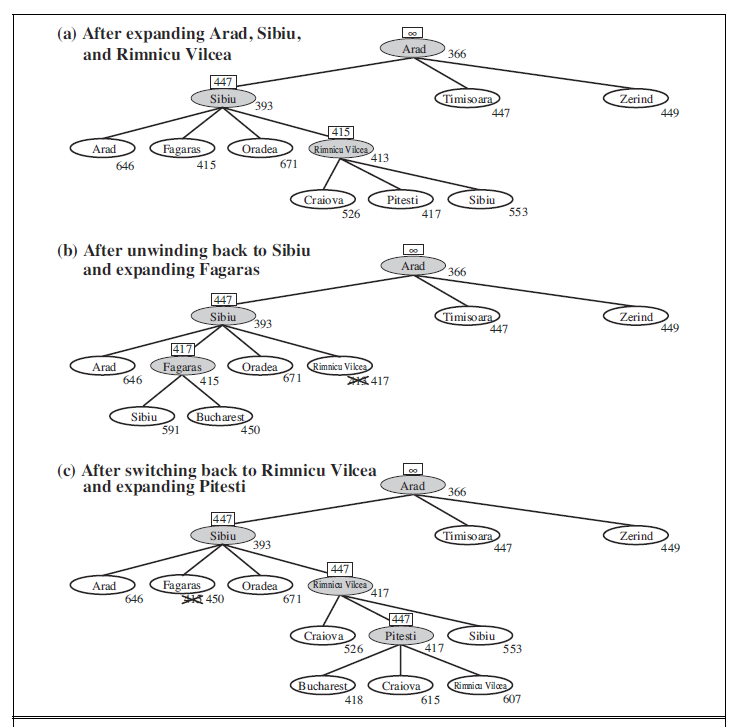 (a) After expanding Arad, Sibiu,
and Rimnicu Vilcea
∞
Arad
366
447
Sibiu
393
Timisoara
447
Zerind
449
Arad
646
Fagaras
415
Oradea
671
415
Rimnicu Vilcea
413
Craiova
526
Pitesti
417
Sibiu
553
(b) After unwinding back to Sibiu
and expanding Fagaras
∞
Arad
366
447
Sibiu
393
Timisoara
447
Zerind
449
Arad
646
417
Fagaras
415
Oradea
671
Rimnicu Vilcea
413 417
Sibiu
591
Bucharest
450
(c) After switching back to Rimnicu Vilcea
and expanding Pitesti
∞
Arad
366
447
Sibiu
393
Timisoara
447
Zerind
449
Arad
646
Fagaras
415 450
Oradea
671
447
Rimnicu Vilcea
417
Craiova
526
447
Pitesti
417
Sibiu
553
Bucharest
418
Craiova
615
Rimnicu Vilcea
607